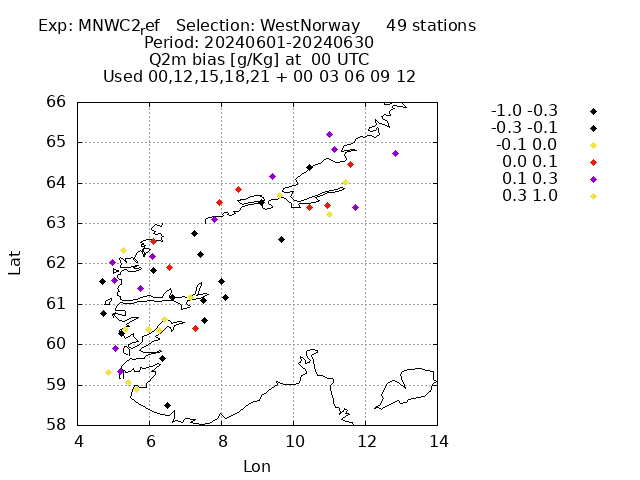 Exp: MNWC2ref   Selection: WestNorway     49 stations
Period: 20240601-20240630
Q2m bias [g/Kg] at  00 UTC
Used 00,12,15,18,21 + 00 03 06 09 12
-1.0 -0.3
-0.3 -0.1
-0.1 0.0
0.0 0.1
0.1 0.3
0.3 1.0
66
65
64
63
62
61
60
59
58
Lat
4 6 8 10 12 14
Lon